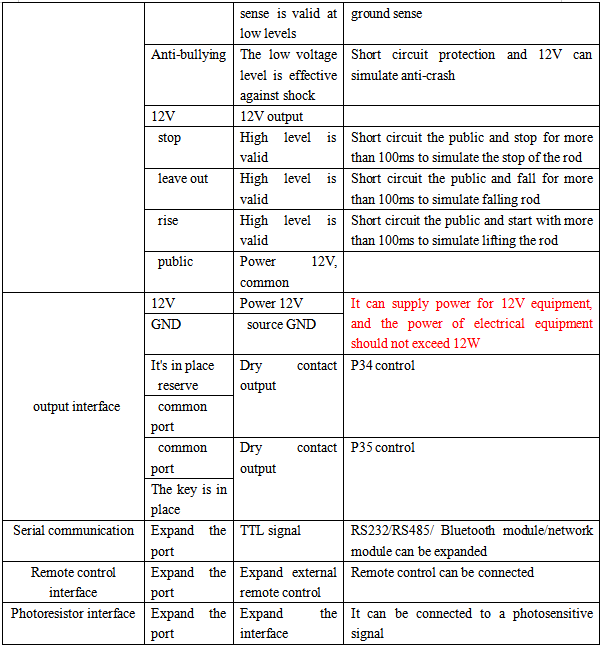 sense is valid at
low levels
ground sense
Anti-bullying
The low voltage
level is effective
against shock
Short circuit protection and 12V can
simulate anti-crash
12V
12V output
stop
High level is
valid
Short circuit the public and stop for more
than 100ms to simulate the stop of the rod
leave out
High level is
valid
Short circuit the public and fall for more
than 100ms to simulate falling rod
rise
High level is
valid
Short circuit the public and start with more
than 100ms to simulate lifting the rod
public
Power 12V,
common
output interface
12V
Power 12V
It can supply power for 12V equipment,
and the power of electrical equipment
should not exceed 12W
GND
source GND
It's in place
reserve
Dry contact
output
P34 control
common
port
common
port
Dry contact
output
P35 control
The key is in
place
Serial communication
Expand the
port
TTL signal
RS232/RS485/ Bluetooth module/network
module can be expanded
Remote control
interface
Expand the
port
Expand external
remote control
Remote control can be connected
Photoresistor interface
Expand the
port
Expand the
interface
It can be connected to a photosensitive
signal